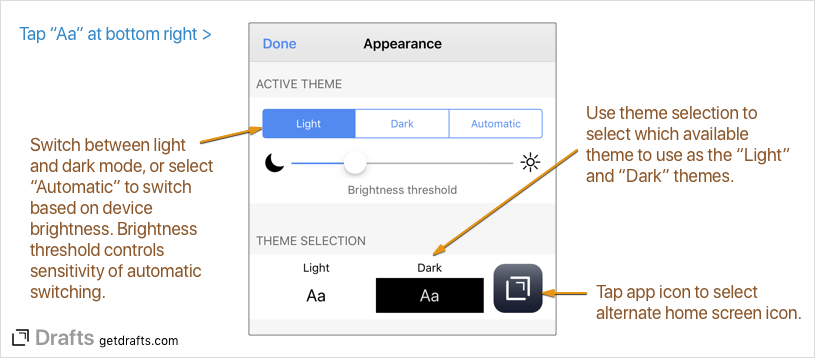 Tap “Aa” at bottom right >
Done
Appearance
ACTIVE THEME
Light
Dark
Automatic
Brightness threshold
THEME SELECTION
Light
Dark
Aa
Aa
Switch between light
and dark mode, or select
“Automatic” to switch
based on device
brightness. Brightness
threshold controls
sensitivity of automatic
switching.
Use theme selection to
select which available
theme to use as the “Light”
and “Dark” themes.
Tap app icon to select
alternate home screen icon.
Drafts getdrafts.com